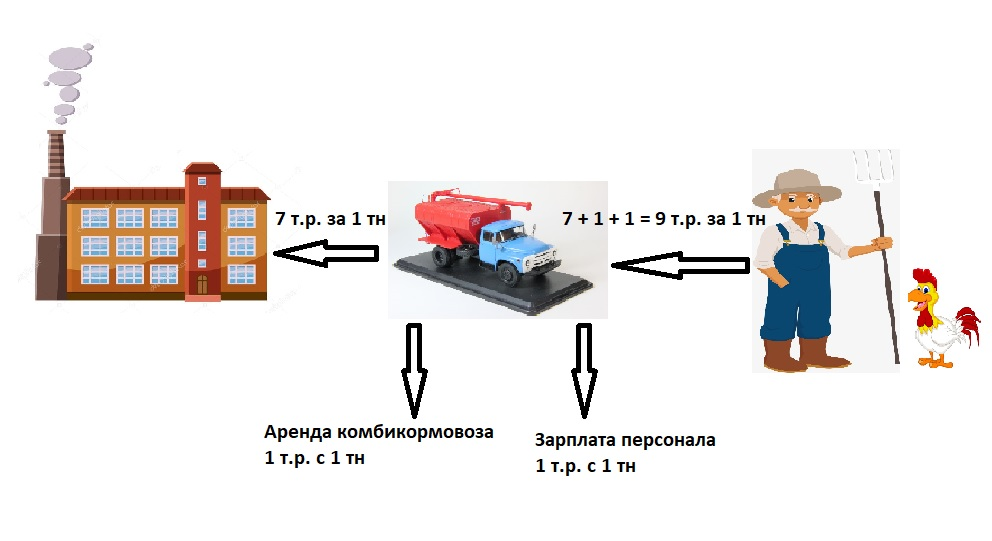 7 т.р. за 1 тн
7 + 1 + 1 = 9 т.р. за 1 тн
Аренда комбикормовоза
1 т.р. с 1 тн
Зарплата персонала
1 т.р. с 1 тн